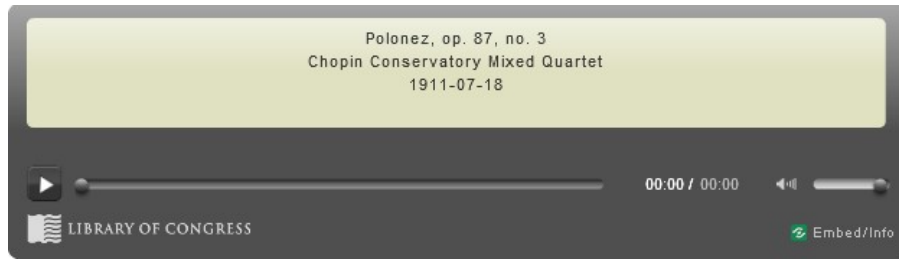 Polonez, op. 87, no. 3
Chopin Conservatory Mixed Quartet
1911-07-18
00:00 / 00:00
LIBRARY OF CONGRESS
Embed/Info